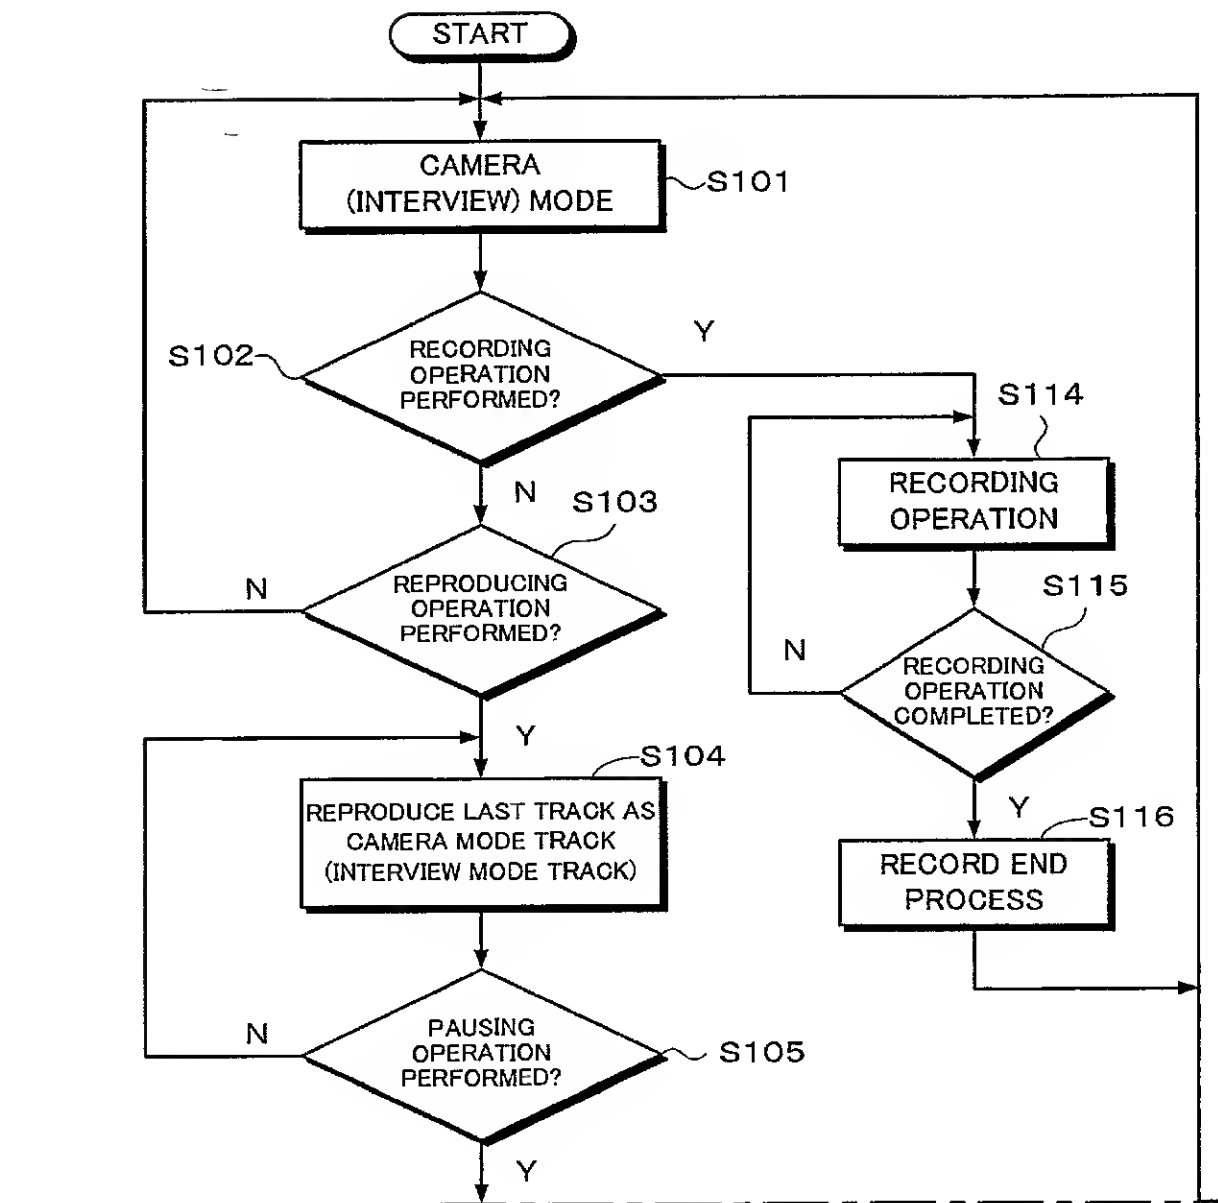 START
CAMERA
(INTERVIEW) MODE
S101
S102
RECORDING
OPERATION
PERFORMED?
Y
N
S103
REPRODUCING
OPERATION
PERFORMED?
N
Y
S104
REPRODUCE LAST TRACK AS
CAMERA MODE TRACK
(INTERVIEW MODE TRACK)
PAUSING
OPERATION
PERFORMED?
S105
N
Y
S114
RECORDING
OPERATION
S115
RECORDING
OPERATION
COMPLETED?
N
Y
S116
RECORD END
PROCESS